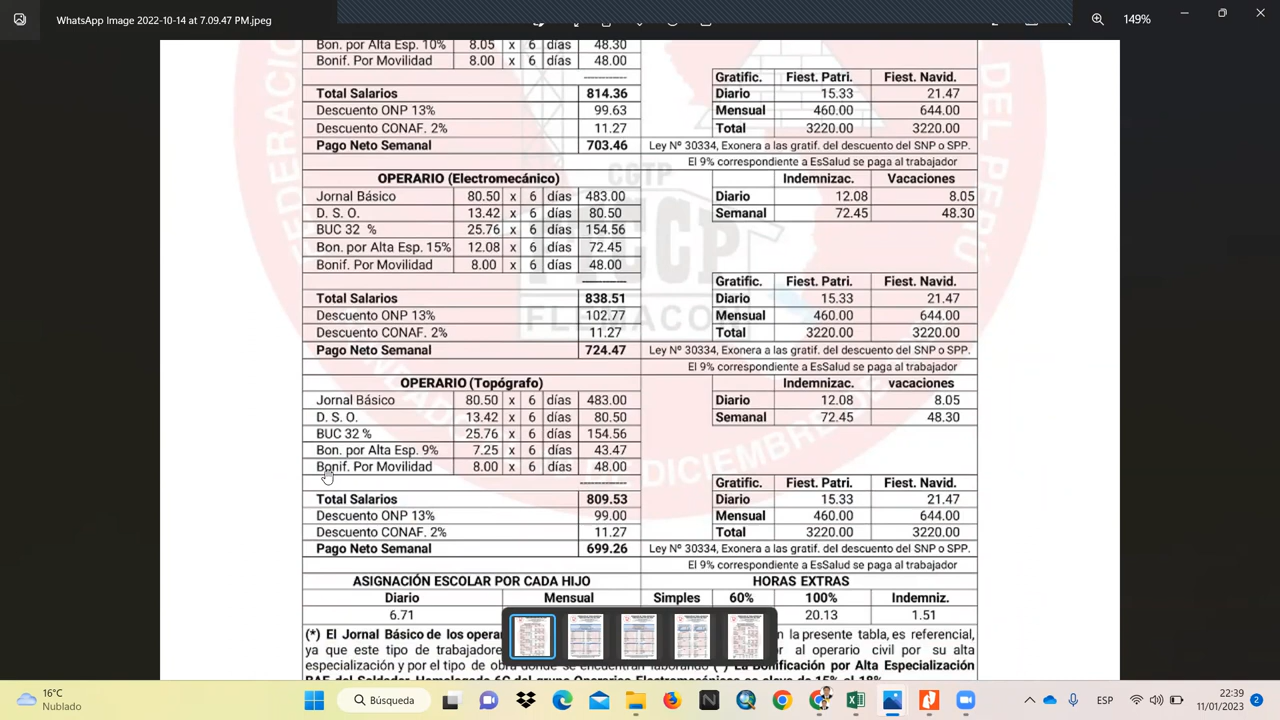 WhatsApp Image 2022-10-14 at 7.09.47 PM.jpeg 149%
Bon. por Alta Esp. 10% 8.05 x 6 días 48.30
Bonif. Por Movilidad 8.00 x 6 días 48.00
------------ Gratific. Fiest. Patri. Fiest. Navid.
Total Salarios 814.36 Diario 15.33 21.47
Descuento ONP 13% 99.63 Mensual 460.00 644.00
Descuento CONAF. 2% 11.27 Total 3220.00 3220.00
Pago Neto Semanal 703.46 Ley Nº 30334, Exonera a las gratif. del descuento del SNP o SPP.
El 9% correspondiente a EsSalud se paga al trabajador
OPERARIO (Electromecánico) Indemnizac. Vacaciones
Jornal Básico 80.50 x 6 días 483.00 Diario 12.08 8.05
D. S. O. 13.42 x 6 días 80.50 Semanal 72.45 48.30
BUC 32 % 25.76 x 6 días 154.56
Bon. por Alta Esp. 15% 12.08 x 6 días 72.45
Bonif. Por Movilidad 8.00 x 6 días 48.00
------------ Gratific. Fiest. Patri. Fiest. Navid.
Total Salarios 838.51 Diario 15.33 21.47
Descuento ONP 13% 102.77 Mensual 460.00 644.00
Descuento CONAF. 2% 11.27 Total 3220.00 3220.00
Pago Neto Semanal 724.47 Ley Nº 30334, Exonera a las gratif. del descuento del SNP o SPP.
El 9% correspondiente a EsSalud se paga al trabajador
OPERARIO (Topógrafo) Indemnizac. vacaciones
Jornal Básico 80.50 x 6 días 483.00 Diario 12.08 8.05
D. S. O. 13.42 x 6 días 80.50 Semanal 72.45 48.30
BUC 32 % 25.76 x 6 días 154.56
Bon. por Alta Esp. 9% 7.25 x 6 días 43.47
Bonif. Por Movilidad 8.00 x 6 días 48.00
------------ Gratific. Fiest. Patri. Fiest. Navid.
Total Salarios 809.53 Diario 15.33 21.47
Descuento ONP 13% 99.00 Mensual 460.00 644.00
Descuento CONAF. 2% 11.27 Total 3220.00 3220.00
Pago Neto Semanal 699.26 Ley Nº 30334, Exonera a las gratif. del descuento del SNP o SPP.
El 9% correspondiente a EsSalud se paga al trabajador
ASIGNACIÓN ESCOLAR POR CADA HIJO HORAS EXTRAS
Diario Mensual Simples 60% 100% Indemniz.
6.71 20.13 1.51
(*) El Jornal Básico de los opera la presente tabla, es referencial,
ya que este tipo de trabajadore al operario civil por su alta
especialización y por el tipo de
CGTP
DEL PERÚ
DICIEMBRE
16°C
Nublado
Búsqueda
ESP
22:39
11/01/2023